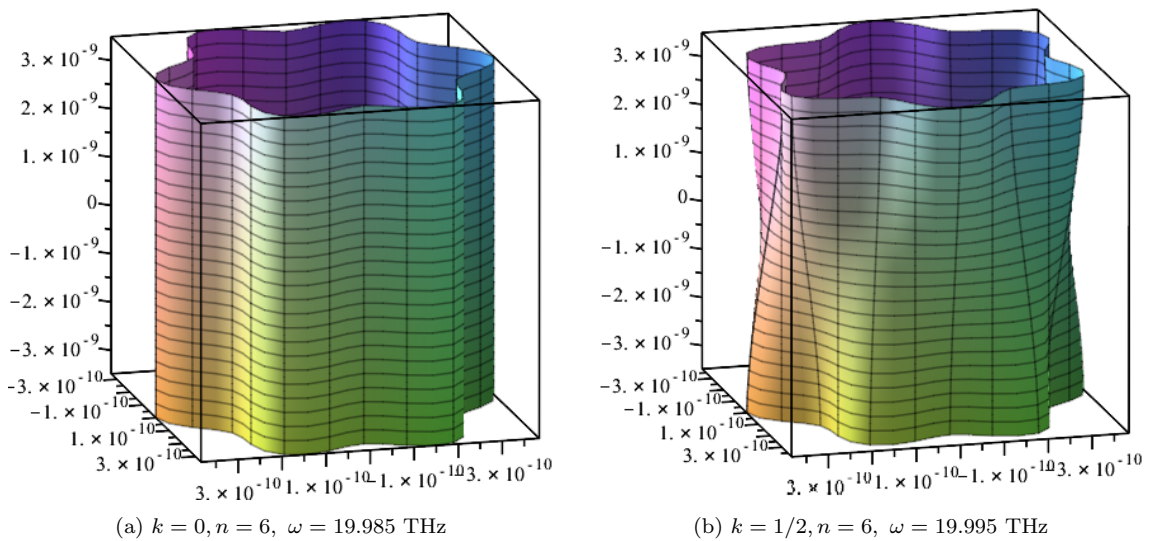 3. × 10⁻⁹
2. × 10⁻⁹
1. × 10⁻⁹
0
−1. × 10⁻⁹
−2. × 10⁻⁹
−3. × 10⁻⁹
−3. × 10⁻¹⁰
−1. × 10⁻¹⁰
1. × 10⁻¹⁰
3. × 10⁻¹⁰
3. × 10⁻¹⁰ 1. × 10⁻¹⁰ −1. × 10⁻¹⁰ −3. × 10⁻¹⁰
(a) k = 0, n = 6, ω = 19.985 THz
3. × 10⁻⁹
2. × 10⁻⁹
1. × 10⁻⁹
0
−1. × 10⁻⁹
−2. × 10⁻⁹
−3. × 10⁻⁹
−3. × 10⁻¹⁰
−1. × 10⁻¹⁰
1. × 10⁻¹⁰
3. × 10⁻¹⁰
3. × 10⁻¹⁰ 1. × 10⁻¹⁰ −1. × 10⁻¹⁰ −3. × 10⁻¹⁰
(b) k = 1/2, n = 6, ω = 19.995 THz